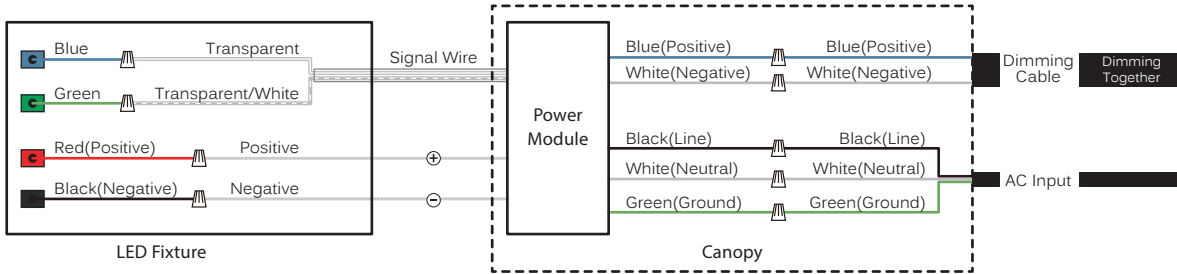 Blue
Transparent
Green
Transparent/White
Red(Positive)
Positive
Black(Negative)
Negative
LED Fixture
Signal Wire
Power
Module
Blue(Positive)
Blue(Positive)
White(Negative)
White(Negative)
Black(Line)
Black(Line)
White(Neutral)
White(Neutral)
Green(Ground)
Green(Ground)
Canopy
Dimming
Cable
Dimming
Together
AC Input